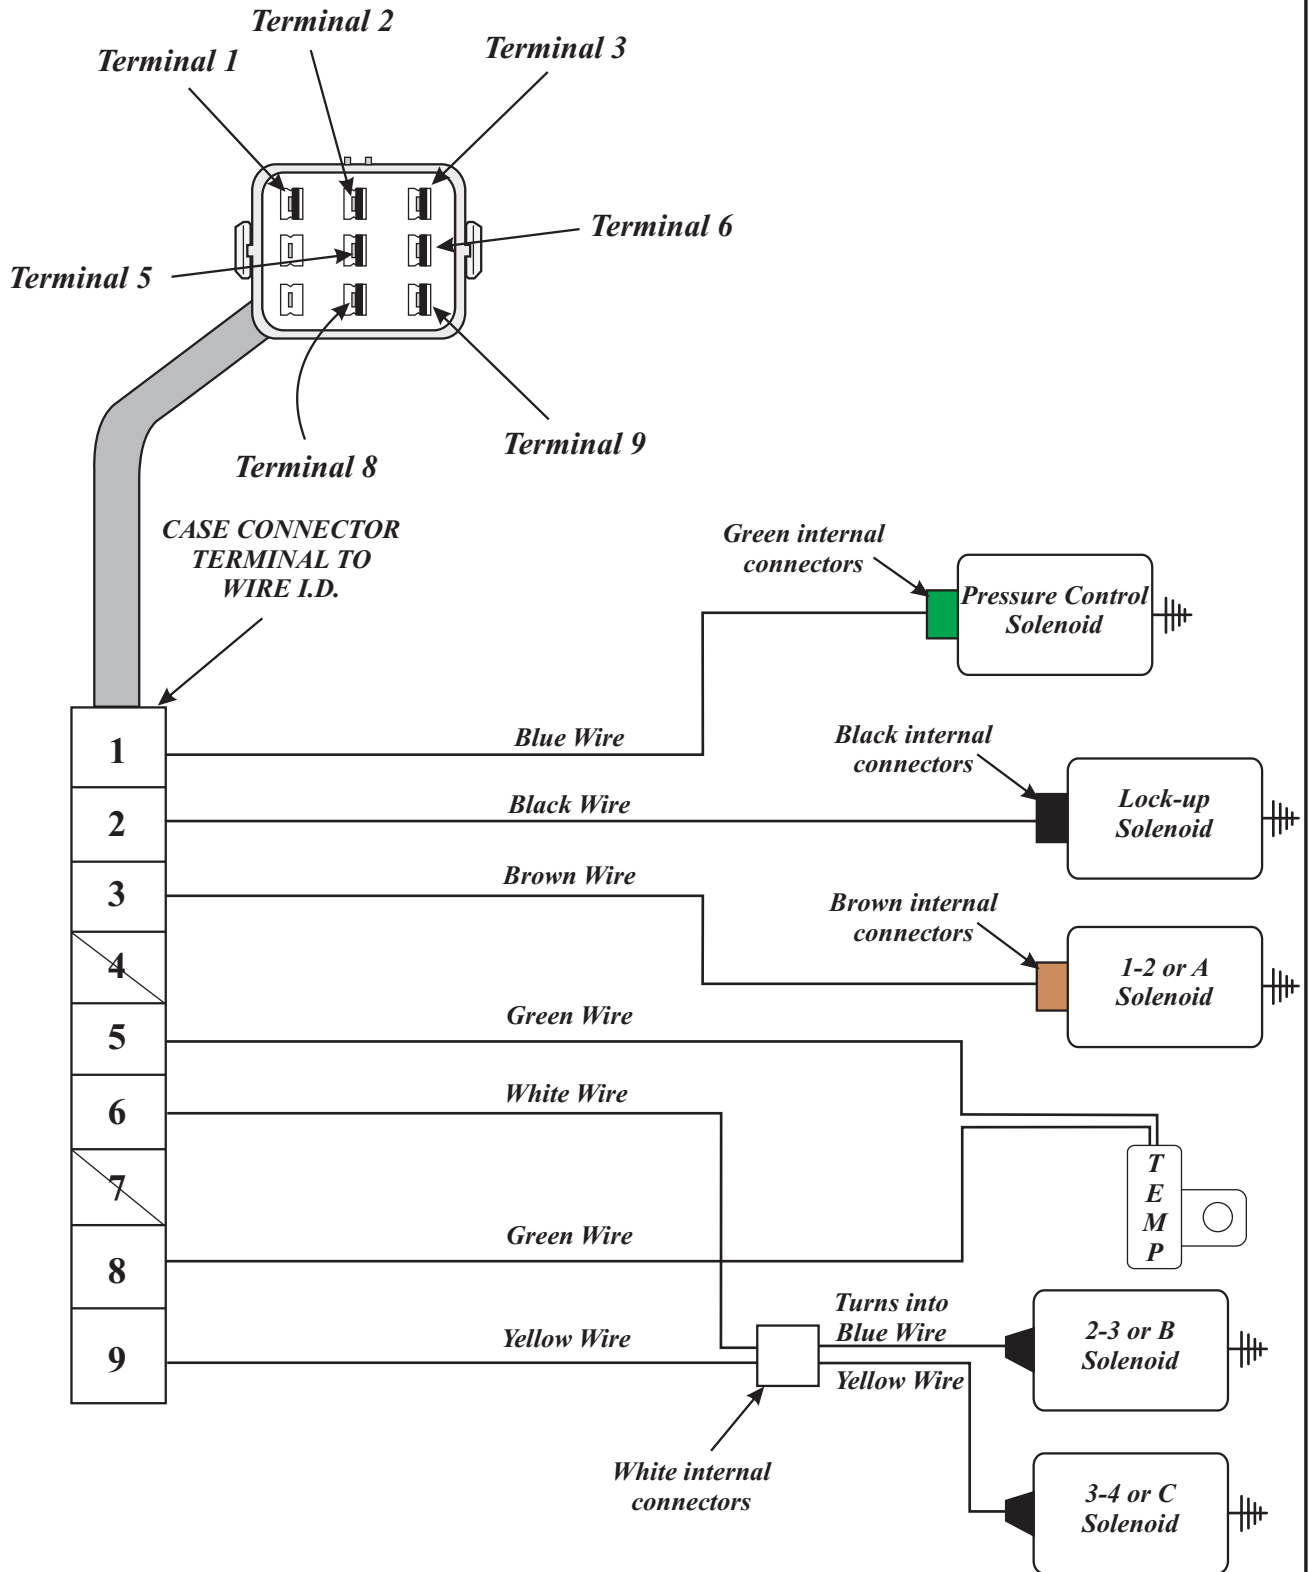 Terminal 2
Terminal 1
Terminal 3
Terminal 6
Terminal 5
Terminal 9
Terminal 8
CASE CONNECTOR
TERMINAL TO
WIRE I.D.
Green internal
connectors
Pressure Control
Solenoid
1
Blue Wire
Black internal
connectors
Lock-up
Solenoid
2
Black Wire
3
Brown Wire
Brown internal
connectors
1-2 or A
Solenoid
4
5
Green Wire
6
White Wire
T
E
M
P
7
8
Green Wire
9
Yellow Wire
Turns into
Blue Wire
Yellow Wire
2-3 or B
Solenoid
White internal
connectors
3-4 or C
Solenoid